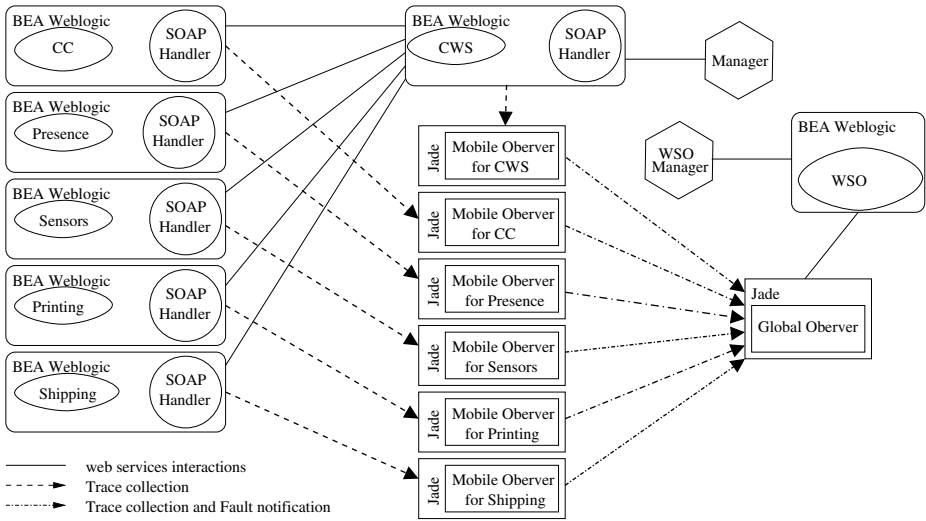 BEA Weblogic
CC
SOAP
Handler
BEA Weblogic
CWS
SOAP
Handler
Manager
BEA Weblogic
Presence
SOAP
Handler
BEA Weblogic
WSO
WSO
Manager
BEA Weblogic
Sensors
SOAP
Handler
BEA Weblogic
Printing
SOAP
Handler
BEA Weblogic
Shipping
SOAP
Handler
Jade
Mobile Oberver
for CWS
Jade
Mobile Oberver
for CC
Jade
Mobile Oberver
for Presence
Jade
Mobile Oberver
for Sensors
Jade
Mobile Oberver
for Printing
Jade
Mobile Oberver
for Shipping
Jade
Global Oberver
web services interactions
Trace collection
Trace collection and Fault notification